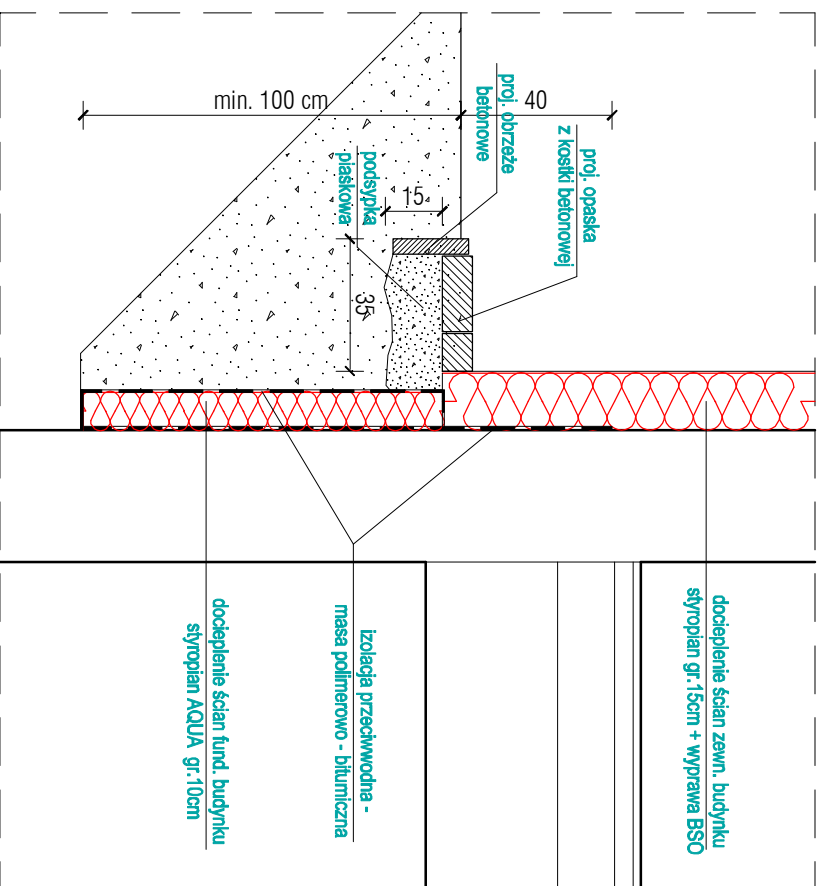 min. 100 cm
40
proj. obrzeże
betonowe
proj. opaska
z kostki betonowej
podsypka
piaskowa
15
35
docieplenie ścian zewn. budynku
styropian gr.15cm + wyprawa BSO
izolacja przeciwwodna -
masa polimerowo - bitumiczna
docieplenie ścian fund. budynku
styropian AQUA gr.10cm